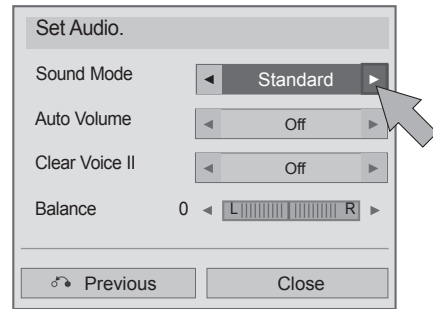 Set Audio.
Sound Mode ◄ Standard ►
Auto Volume ◄ Off ►
Clear Voice II ◄ Off ►
Balance 0 ◄ L R ►
Previous Close